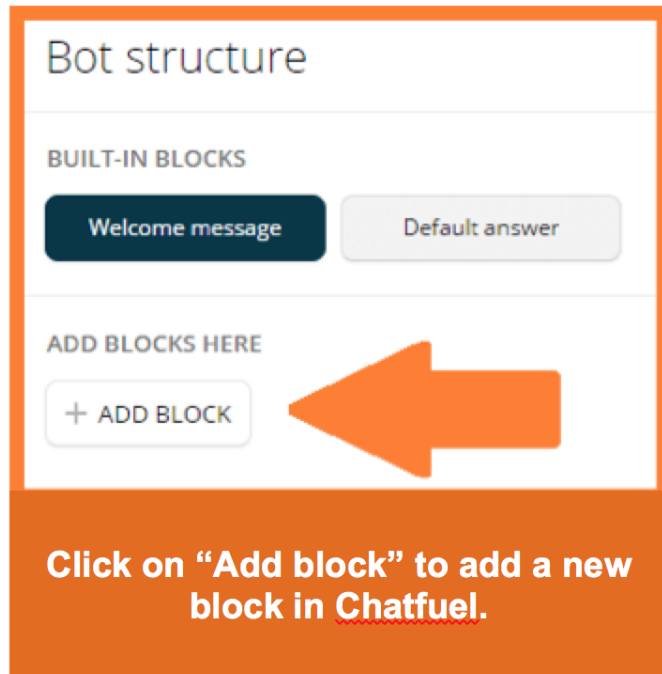 Bot structure
BUILT-IN BLOCKS
Welcome message
Default answer
ADD BLOCKS HERE
+ ADD BLOCK
Click on “Add block” to add a new
block in Chatfuel.